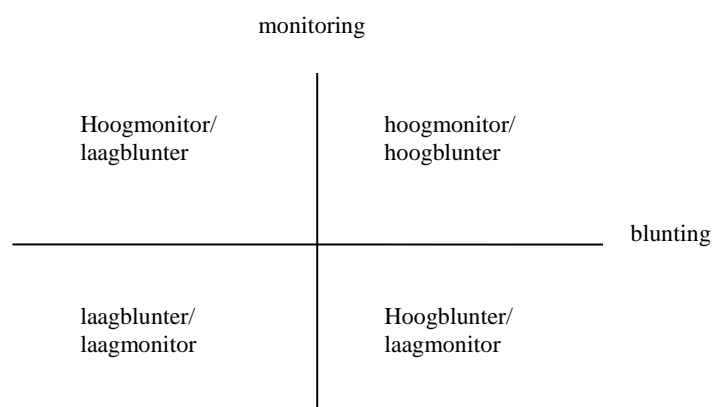 monitoring
Hoogmonitor/
laagblunter
hoogmonitor/
hoogblunter
blunting
laagblunter/
laagmonitor
Hoogblunter/
laagmonitor